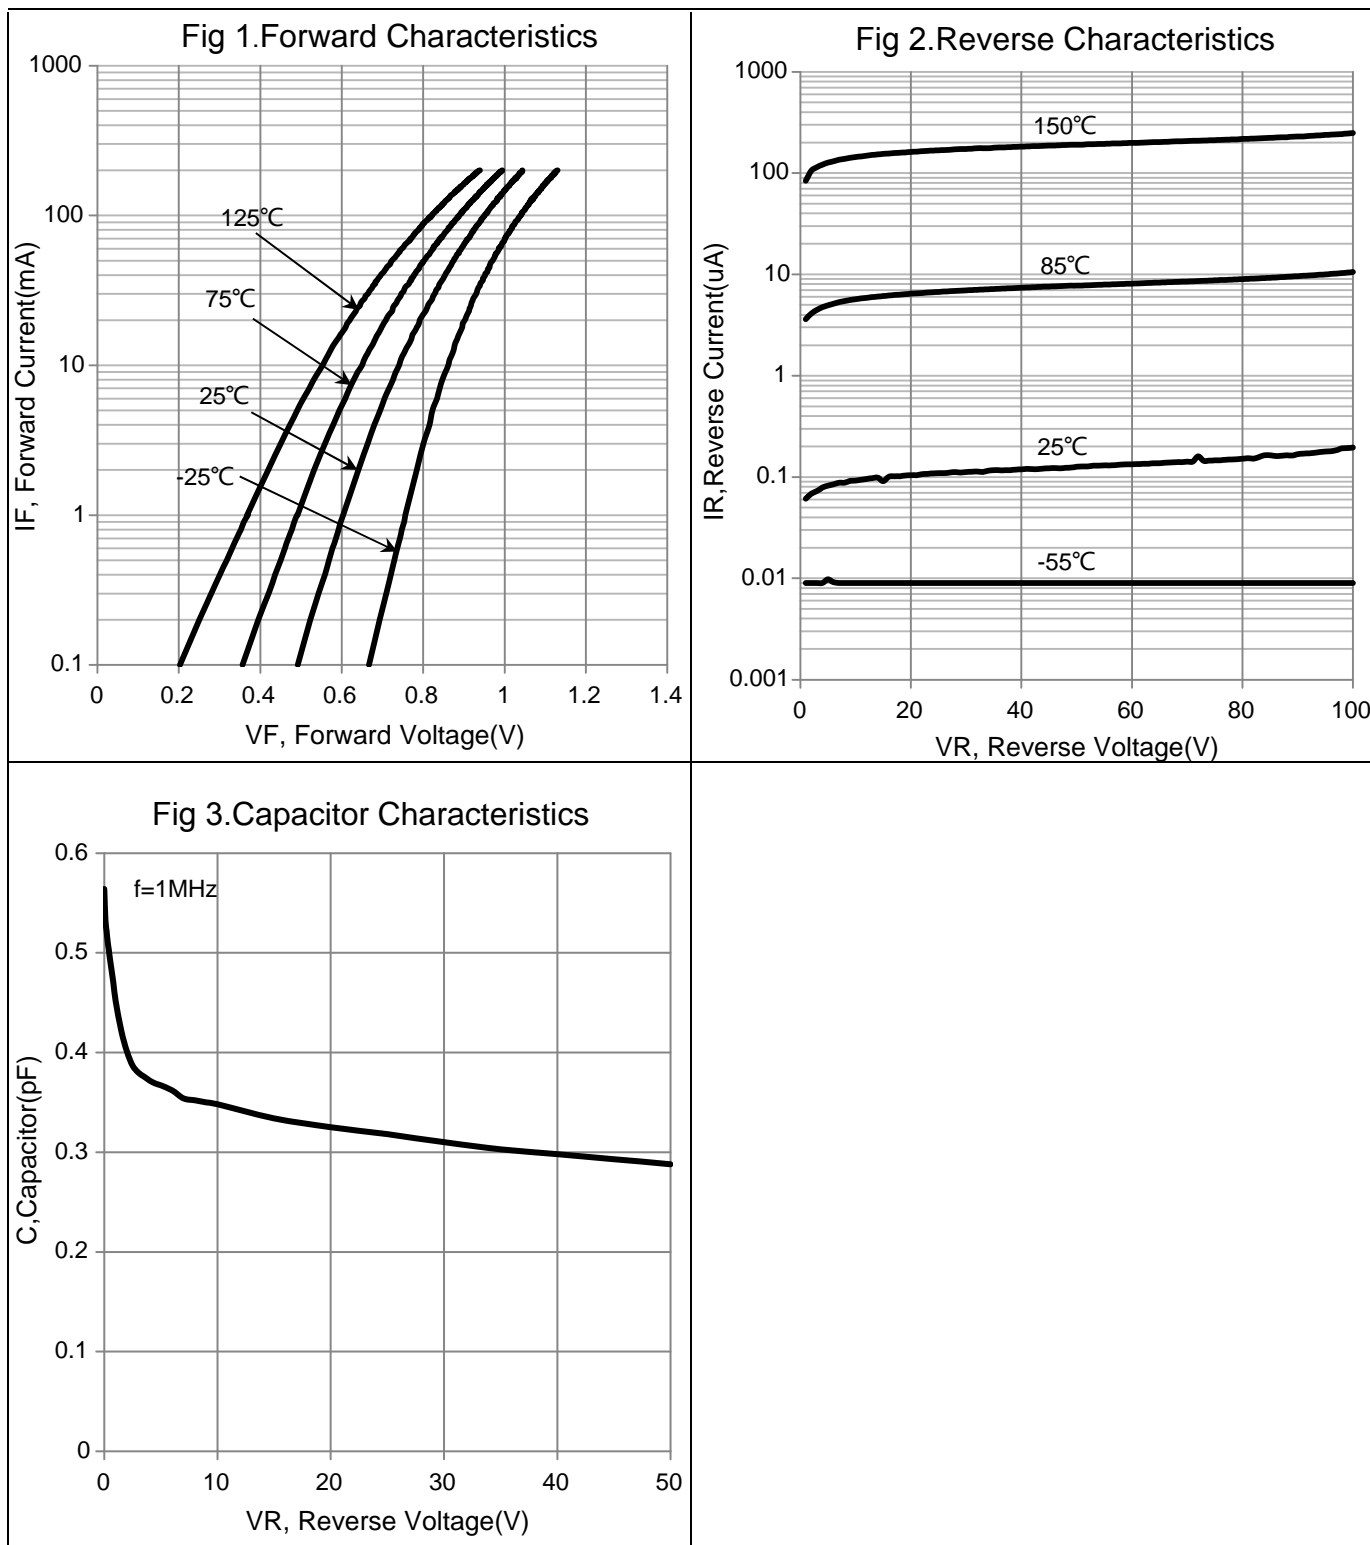 Fig 1.Forward Characteristics
1000
100
10
1
0.1
IF, Forward Current(mA)
125℃
75℃
25℃
-25℃
0 0.2 0.4 0.6 0.8 1 1.2 1.4
VF, Forward Voltage(V)
Fig 2.Reverse Characteristics
1000
100
10
1
0.1
0.01
0.001
IR,Reverse Current(uA)
150℃
85℃
25℃
-55℃
0 20 40 60 80 100
VR, Reverse Voltage(V)
Fig 3.Capacitor Characteristics
0.6
0.5
0.4
0.3
0.2
0.1
0
C,Capacitor(pF)
f=1MHz
0 10 20 30 40 50
VR, Reverse Voltage(V)